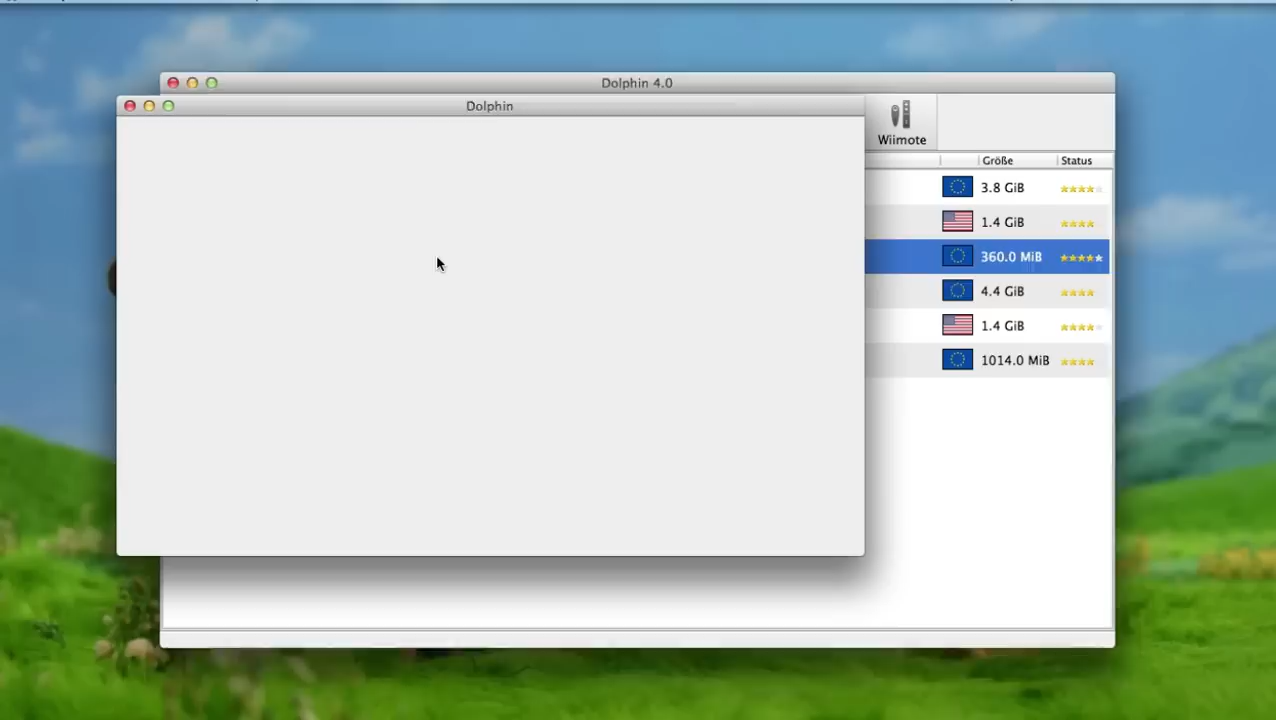 Dolphin 4.0
Dolphin
Wiimote
Größe Status
3.8 GiB
1.4 GiB
360.0 MiB
4.4 GiB
1.4 GiB
1014.0 MiB